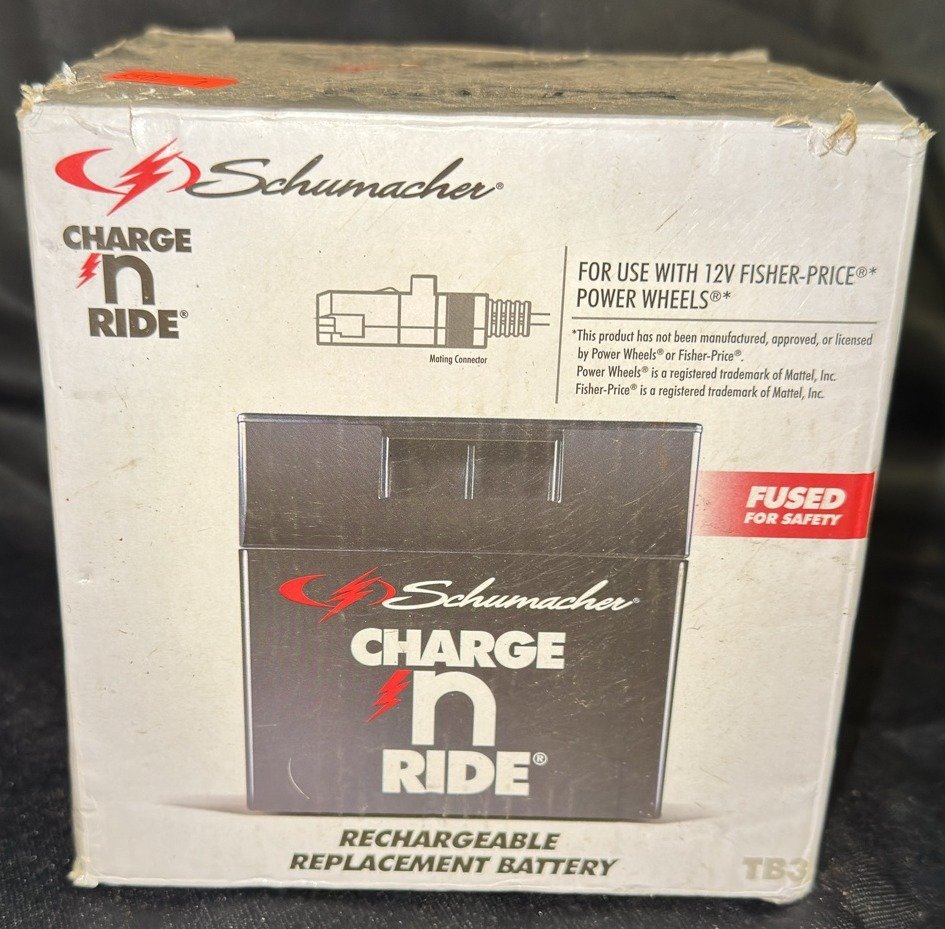 Schumacher®
CHARGE
'n
RIDE®
FOR USE WITH 12V FISHER-PRICE®*
POWER WHEELS®*
Mating Connector
*This product has not been manufactured, approved, or licensed
by Power Wheels® or Fisher-Price®.
Power Wheels® is a registered trademark of Mattel, Inc.
Fisher-Price® is a registered trademark of Mattel, Inc.
FUSED
FOR SAFETY
Schumacher®
CHARGE
'n
RIDE®
RECHARGEABLE
REPLACEMENT BATTERY
TB3